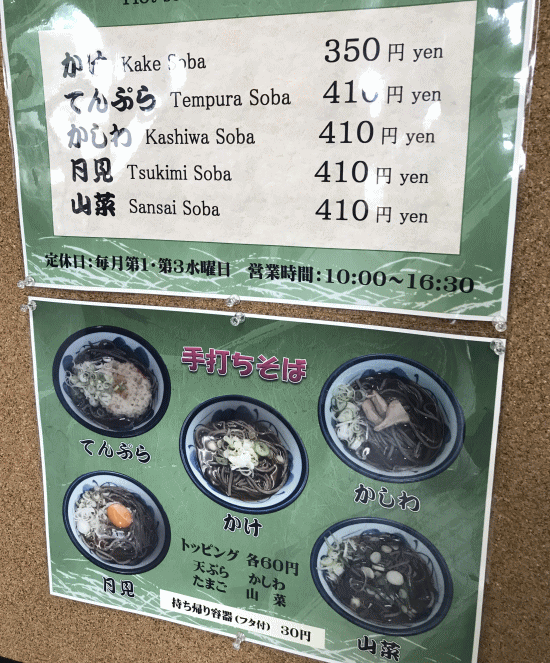 かけ Kake Soba 350円 yen
てんぷら Tempura Soba 410円 yen
かしわ Kashiwa Soba 410円 yen
月見 Tsukimi Soba 410円 yen
山菜 Sansai Soba 410円 yen
定休日:毎月第1・第3水曜日 営業時間:10:00~16:30
手打ちそば
てんぷら
かしわ
かけ
月見
トッピング 各60円
天ぷら かしわ
たまご 山菜
持ち帰り容器(フタ付) 30円
山菜